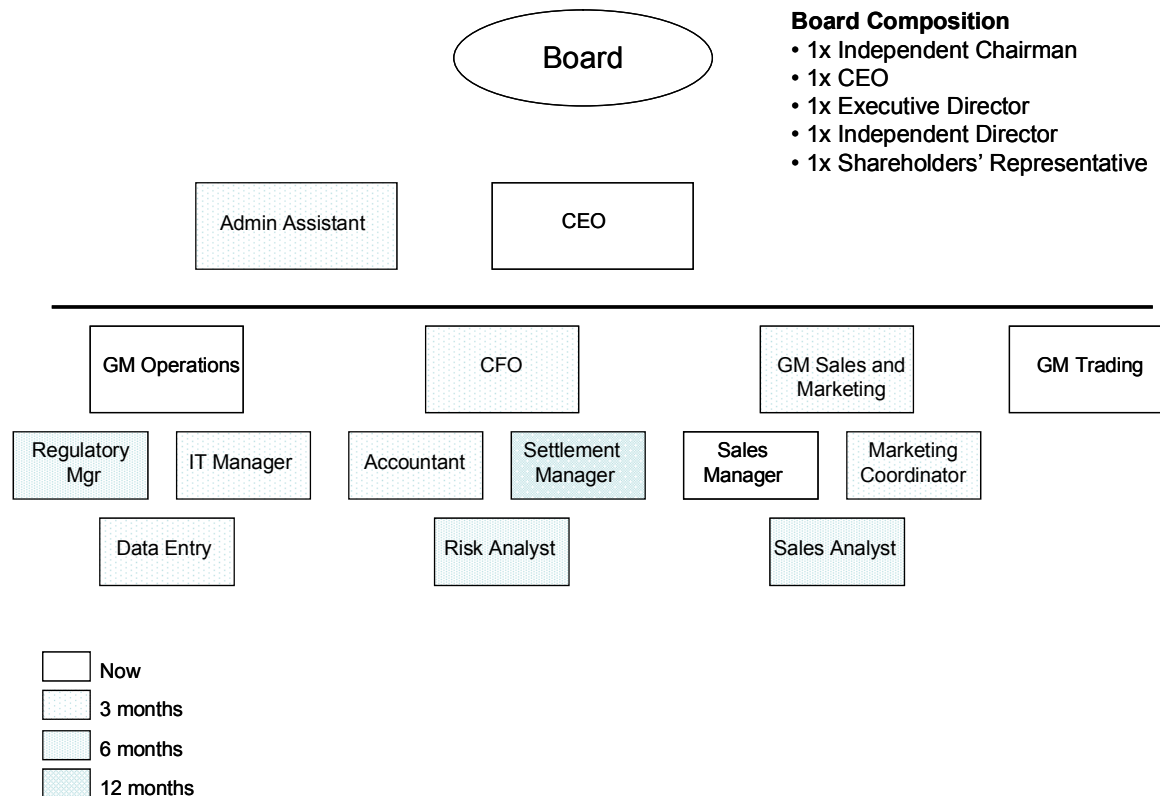 Board
Board Composition
• 1x Independent Chairman
• 1x CEO
• 1x Executive Director
• 1x Independent Director
• 1x Shareholders' Representative
Admin Assistant
CEO
GM Operations
CFO
GM Sales and
Marketing
GM Trading
Regulatory
Mgr
IT Manager
Accountant
Settlement
Manager
Sales
Manager
Marketing
Coordinator
Data Entry
Risk Analyst
Sales Analyst
Now
3 months
6 months
12 months